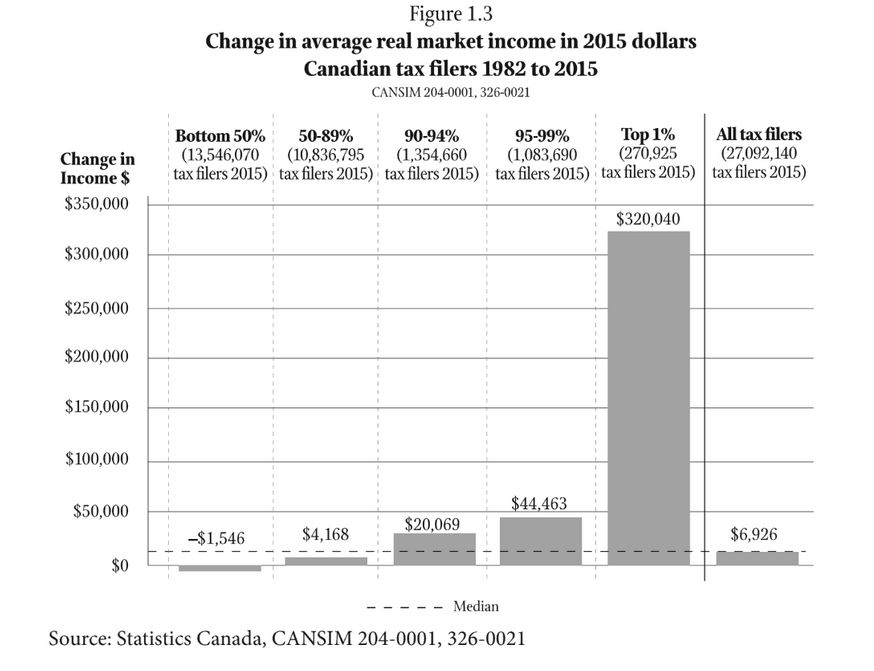 Figure 1.3
Change in average real market income in 2015 dollars
Canadian tax filers 1982 to 2015
CANSIM 204-0001, 326-0021
Change in
Income $
Bottom 50%
(13,546,070
tax filers 2015)
50-89%
(10,836,795
tax filers 2015)
90-94%
(1,354,660
tax filers 2015)
95-99%
(1,083,690
tax filers 2015)
Top 1%
(270,925
tax filers 2015)
All tax filers
(27,092,140
tax filers 2015)
$350,000
$300,000
$250,000
$200,000
$150,000
$100,000
$50,000
$0
–$1,546
$4,168
$20,069
$44,463
$320,040
$6,926
Median
Source: Statistics Canada, CANSIM 204-0001, 326-0021